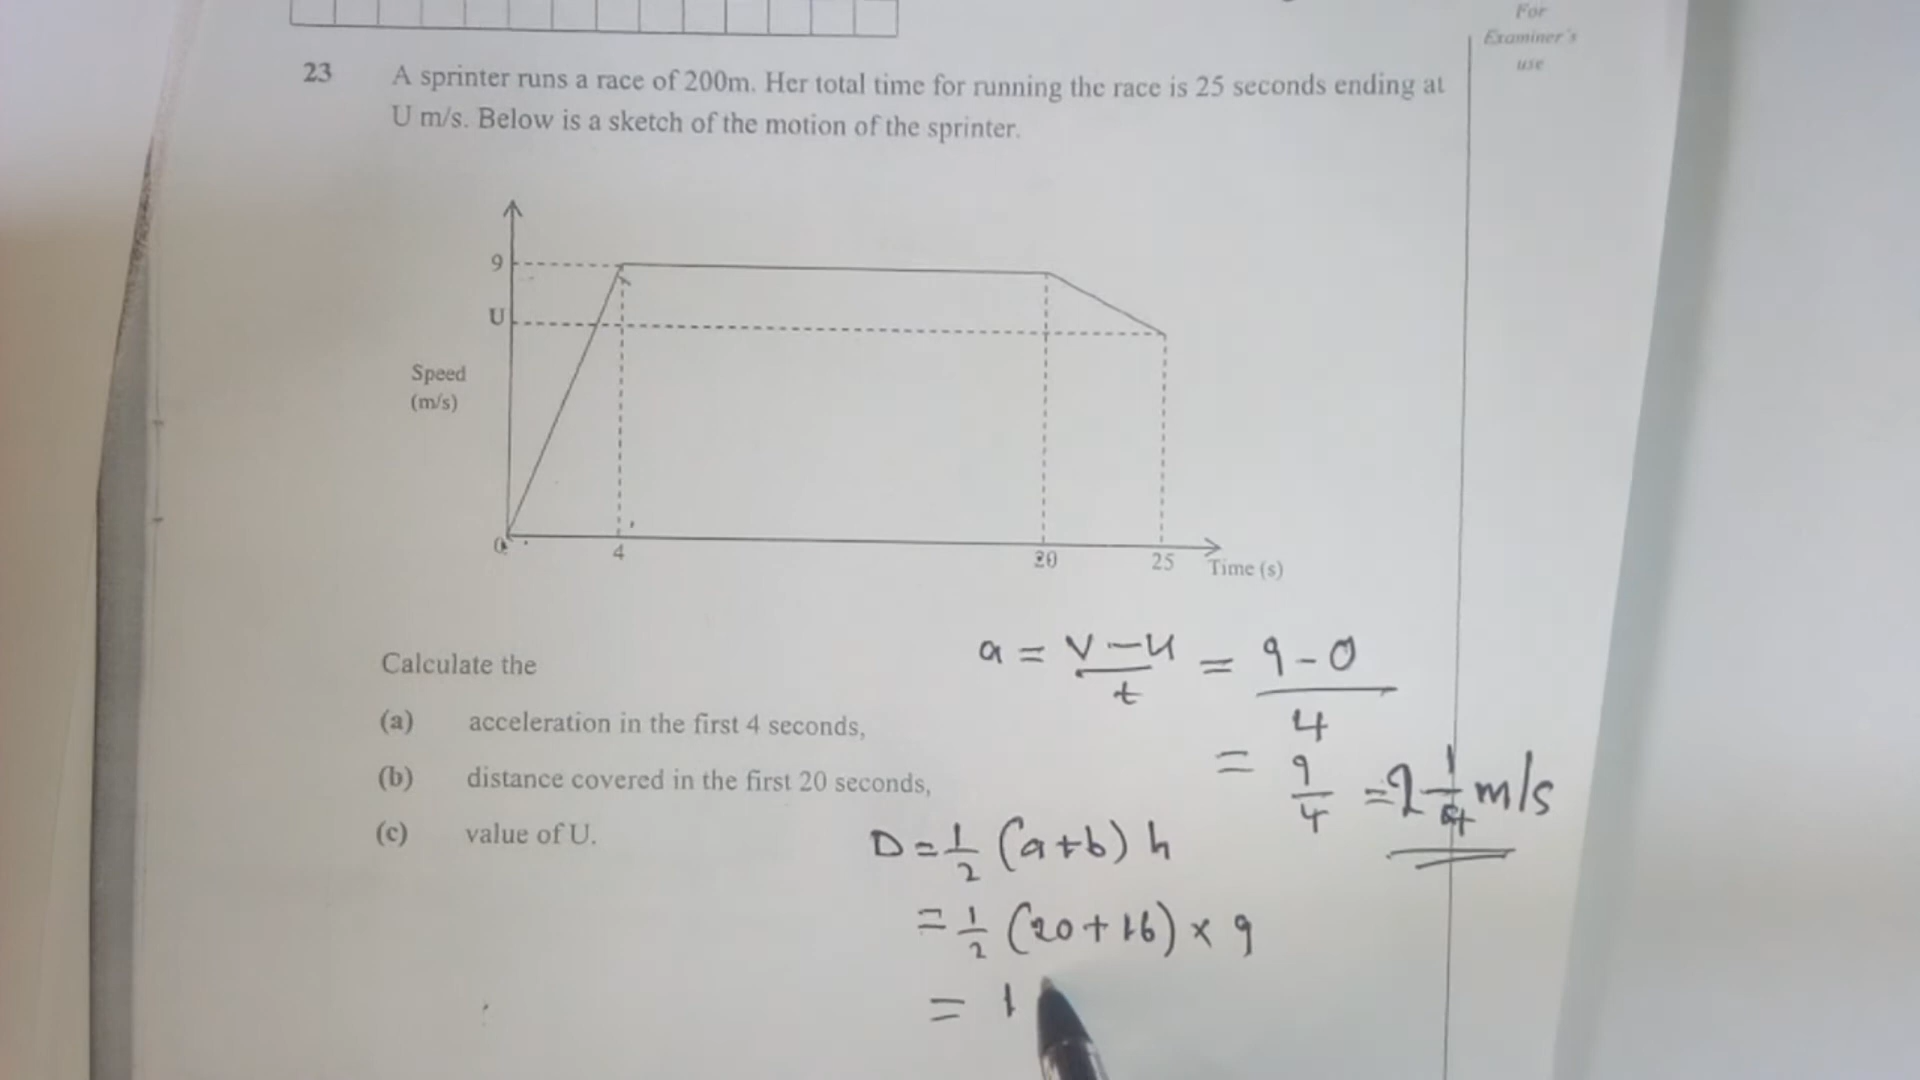 For
Examiner's
use
23 A sprinter runs a race of 200m. Her total time for running the race is 25 seconds ending at
U m/s. Below is a sketch of the motion of the sprinter.
9
U
Speed
(m/s)
0
4
20
25
Time (s)
Calculate the
(a) acceleration in the first 4 seconds,
(b) distance covered in the first 20 seconds,
(c) value of U.
a = v - u / t = 9 - 0 / 4
= 9/4 = 2 1/4 m/s
D = 1/2 (a+b) h
= 1/2 (20+16) × 9
= 1